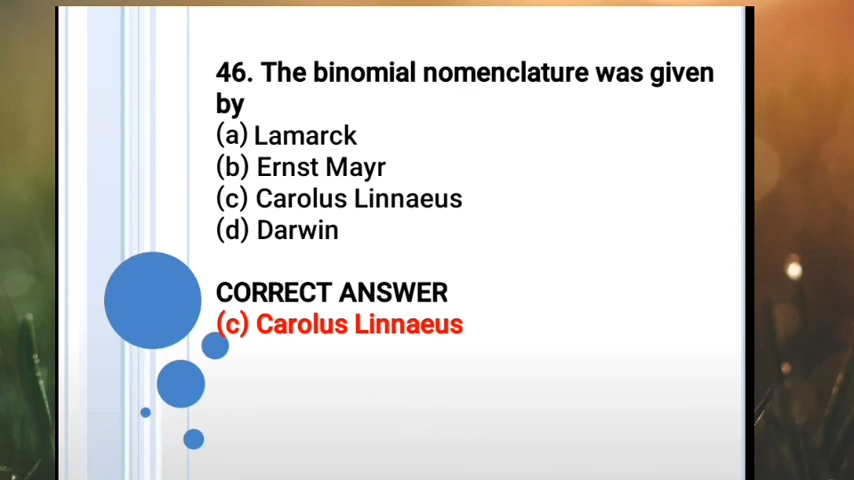 46. The binomial nomenclature was given
by
(a) Lamarck
(b) Ernst Mayr
(c) Carolus Linnaeus
(d) Darwin
CORRECT ANSWER
(c) Carolus Linnaeus